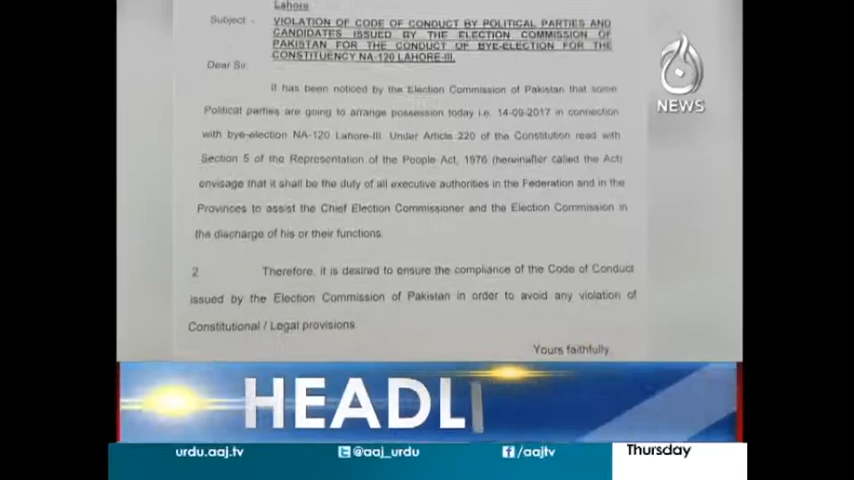 Lahore
Subject - VIOLATION OF CODE OF CONDUCT BY POLITICAL PARTIES AND
CANDIDATES ISSUED BY THE ELECTION COMMISSION OF
PAKISTAN FOR THE CONDUCT OF BYE-ELECTION FOR THE
CONSTITUENCY NA-120 LAHORE-III.
Dear Sir,
It has been noticed by the Election Commission of Pakistan that some
Political parties are going to arrange possession today i.e. 14-09-2017 in connection
with bye-election NA-120 Lahore-III. Under Article 220 of the Constitution read with
Section 5 of the Representation of the People Act, 1976 (hereinafter called the Act)
envisage that it shall be the duty of all executive authorities in the Federation and in the
Provinces to assist the Chief Election Commissioner and the Election Commission in
the discharge of his or their functions.
2 Therefore, it is desired to ensure the compliance of the Code of Conduct
issued by the Election Commission of Pakistan in order to avoid any violation of
Constitutional / Legal provisions.
Yours faithfully,
NEWS
HEADL
urdu.aaj.tv @aaj_urdu /aajtv Thursday